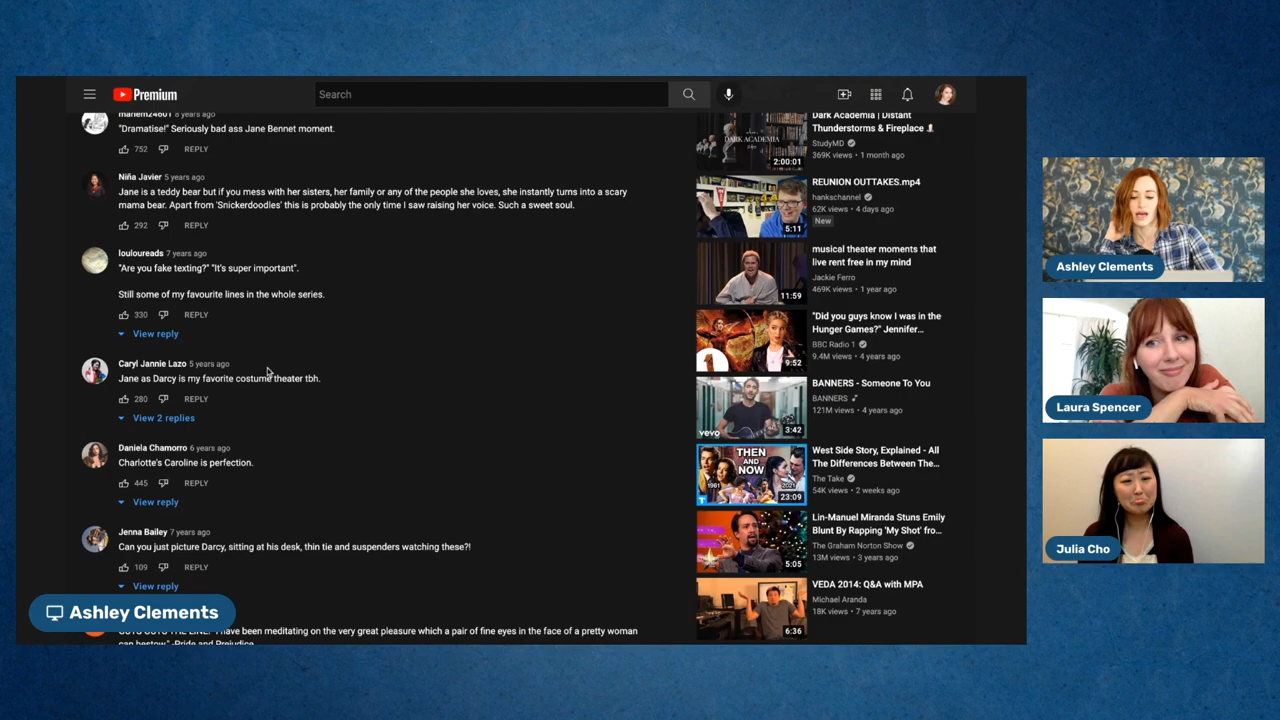 Premium
Search
8 years ago
"Dramatise!" Seriously bad ass Jane Bennet moment.
752 REPLY
Niña Javier 5 years ago
Jane is a teddy bear but if you mess with her sisters, her family or any of the people she loves, she instantly turns into a scary
mama bear. Apart from 'Snickerdoodles' this is probably the only time I saw raising her voice. Such a sweet soul.
292 REPLY
louloureads 7 years ago
"Are you fake texting?" "It's super important".
Still some of my favourite lines in the whole series.
330 REPLY
View reply
Caryl Jannie Lazo 5 years ago
Jane as Darcy is my favorite costume theater tbh.
280 REPLY
View 2 replies
Daniela Chamorro 6 years ago
Charlotte's Caroline is perfection.
445 REPLY
View reply
Jenna Bailey 7 years ago
Can you just picture Darcy, sitting at his desk, thin tie and suspenders watching these?!
109 REPLY
View reply
Ashley Clements
have been meditating on the very great pleasure which a pair of fine eyes in the face of a pretty woman
can bestow." -Pride and Prejudice
DARK ACADEMIA
2:00:01
Dark Academia | Distant
Thunderstorms & Fireplace
StudyMD
369K views • 1 month ago
5:11
REUNION OUTTAKES.mp4
hankschannel
62K views • 4 days ago
New
11:59
musical theater moments that
live rent free in my mind
Jackie Ferro
469K views • 1 year ago
1
9:52
"Did you guys know I was in the
Hunger Games?" Jennifer...
BBC Radio 1
9.4M views • 4 years ago
vevo
3:42
BANNERS - Someone To You
BANNERS
121M views • 4 years ago
THEN
AND
NOW
1961
2021
23:09
West Side Story, Explained - All
The Differences Between The...
The Take
54K views • 2 weeks ago
5:05
Lin-Manuel Miranda Stuns Emily
Blunt By Rapping 'My Shot' fro...
The Graham Norton Show
13M views • 3 years ago
6:36
VEDA 2014: Q&A with MPA
Michael Aranda
18K views • 7 years ago
Ashley Clements
Laura Spencer
Julia Cho